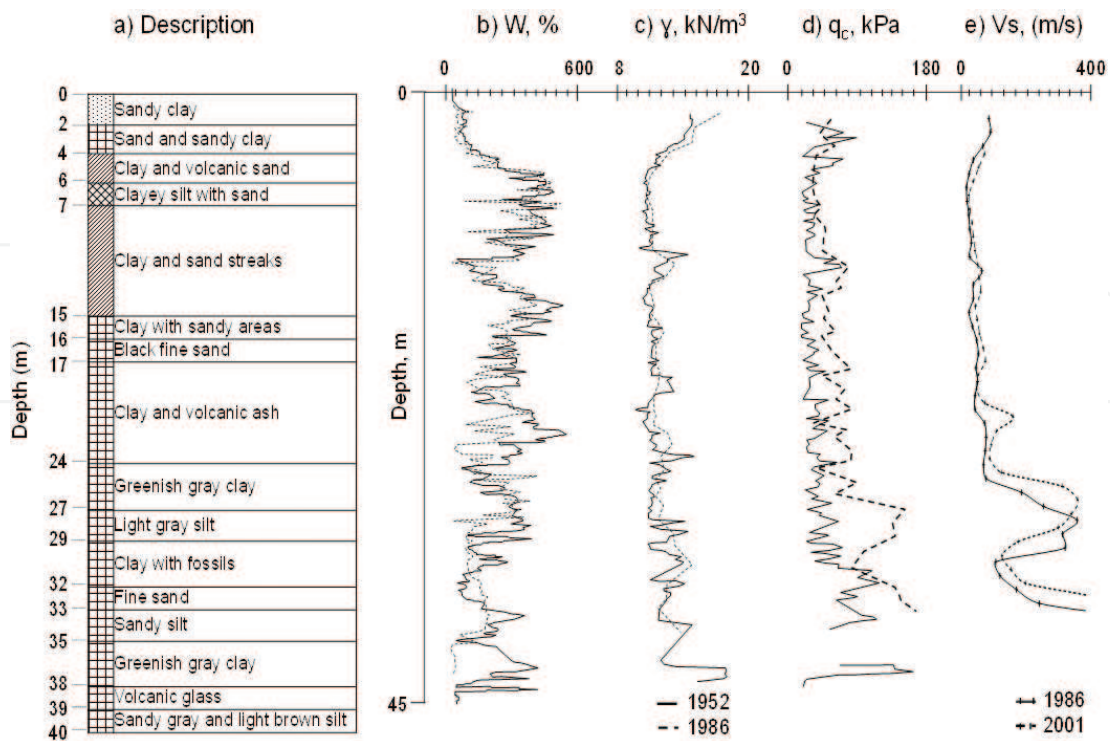 a) Description
b) W, %
c) γ, kN/m³
d) qc, kPa
e) Vs, (m/s)
0 600
8 20
0 180
0 400
Depth (m)
0
2
4
6
7
15
16
17
24
27
29
32
33
35
38
39
40
Sandy clay
Sand and sandy clay
Clay and volcanic sand
Clayey silt with sand
Clay and sand streaks
Clay with sandy areas
Black fine sand
Clay and volcanic ash
Greenish gray clay
Light gray silt
Clay with fossils
Fine sand
Sandy silt
Greenish gray clay
Volcanic glass
Sandy gray and light brown silt
0
Depth, m
45
1952
1986
1986
2001